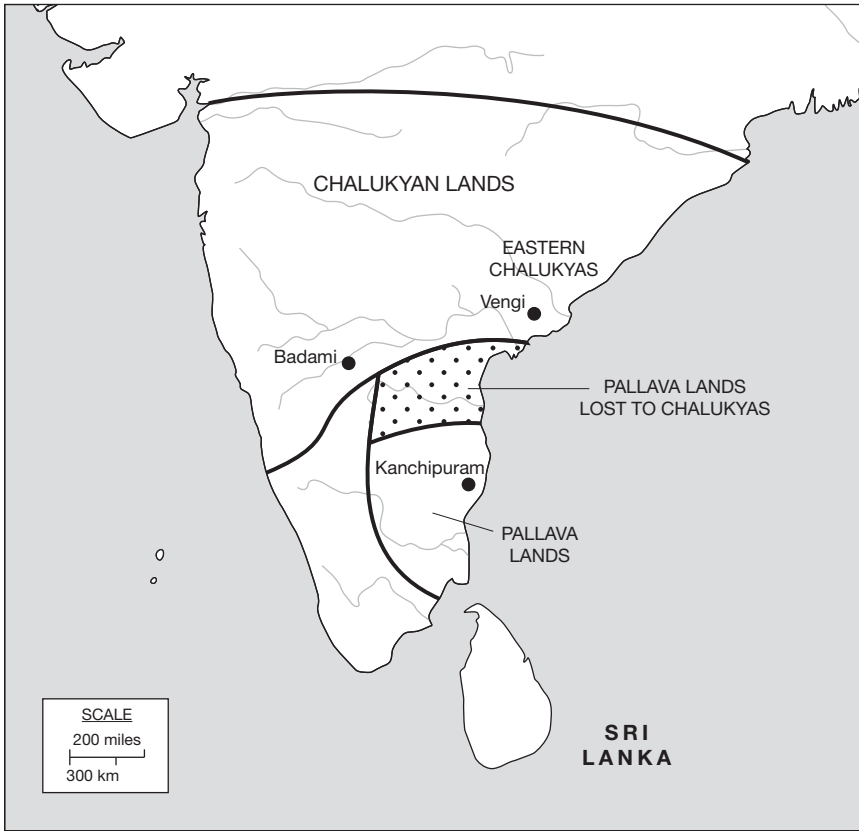 CHALUKYAN LANDS
EASTERN
CHALUKYAS
Vengi
Badami
PALLAVA LANDS
LOST TO CHALUKYAS
Kanchipuram
PALLAVA
LANDS
SCALE
200 miles
300 km
SRI
LANKA